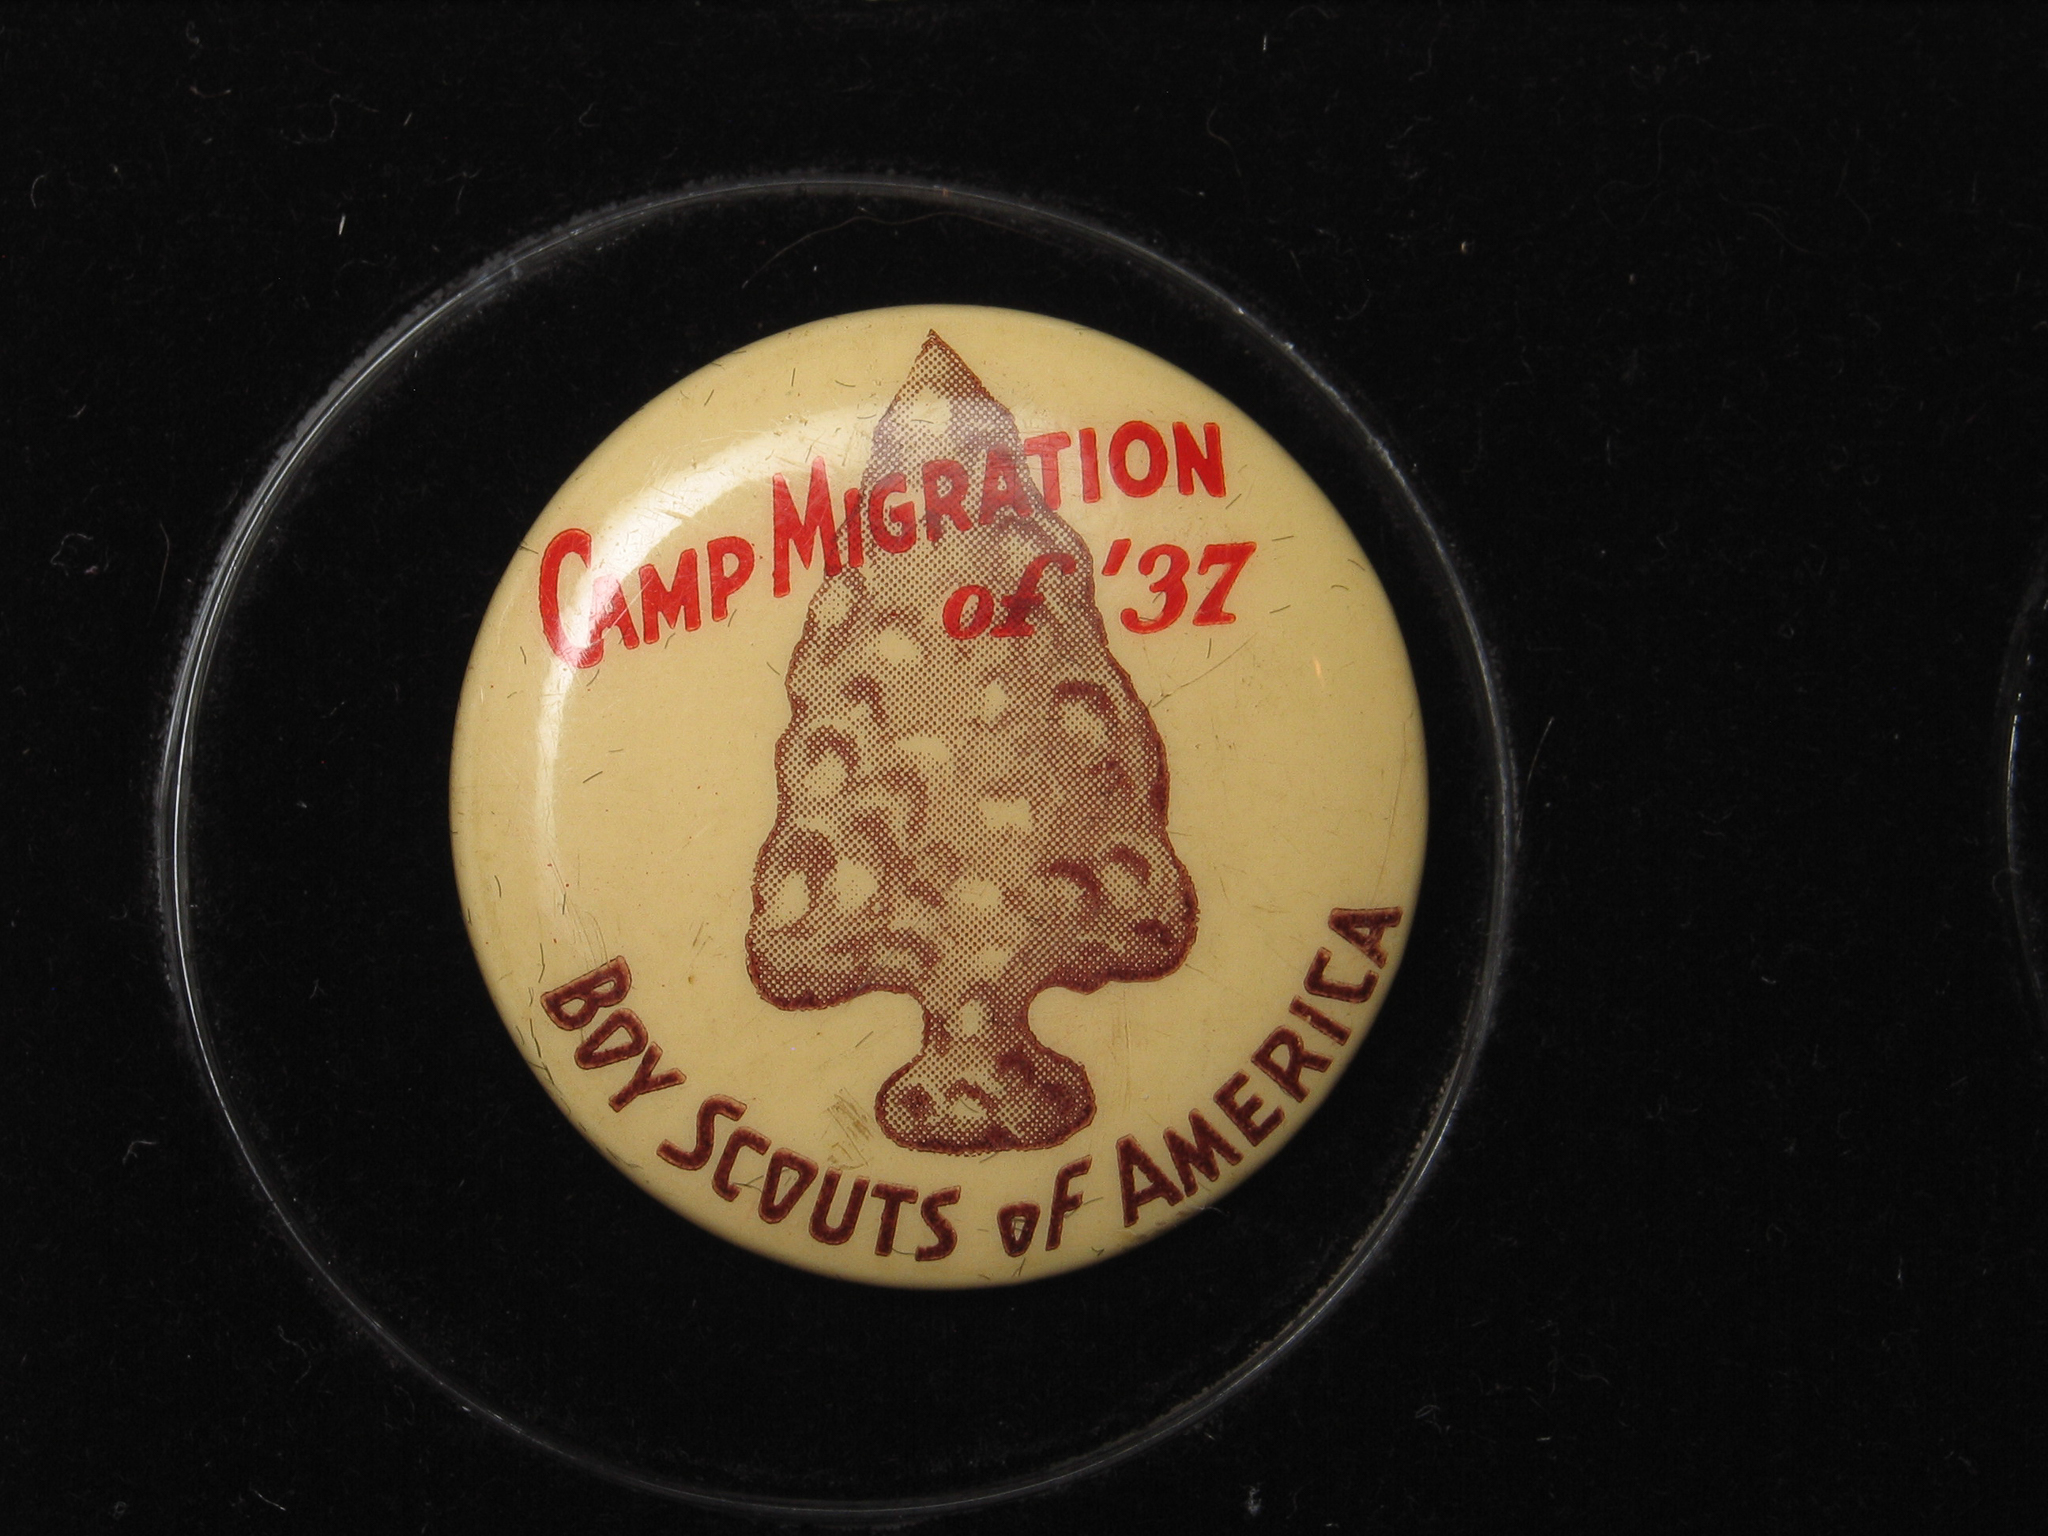 CAMP MIGRATION
of '37
BOY SCOUTS OF AMERICA